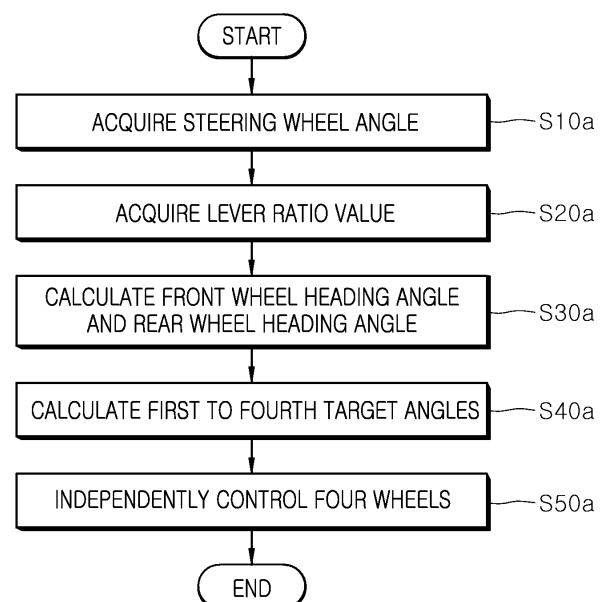 START
ACQUIRE STEERING WHEEL ANGLE
S10a
ACQUIRE LEVER RATIO VALUE
S20a
CALCULATE FRONT WHEEL HEADING ANGLE
AND REAR WHEEL HEADING ANGLE
S30a
CALCULATE FIRST TO FOURTH TARGET ANGLES
S40a
INDEPENDENTLY CONTROL FOUR WHEELS
S50a
END